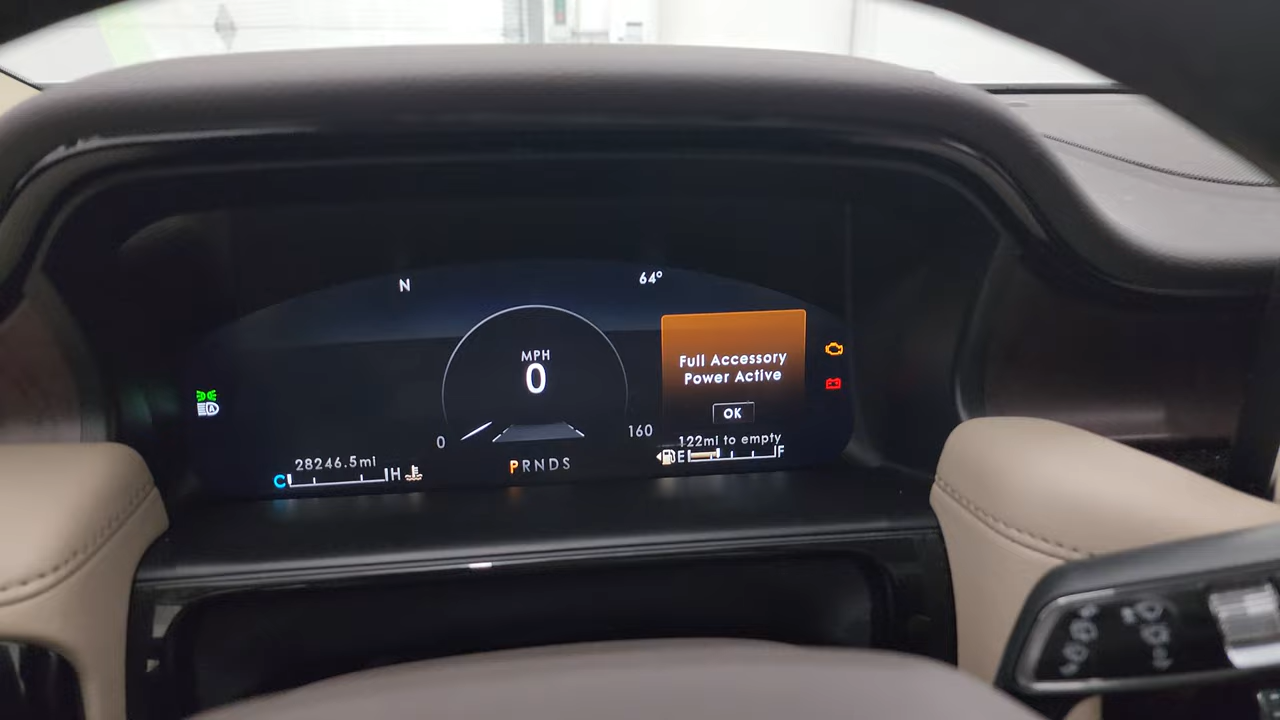 N
64°
MPH
0
0
160
Full Accessory
Power Active
OK
A
28246.5mi
C H
PRNDS
122mi to empty
E F